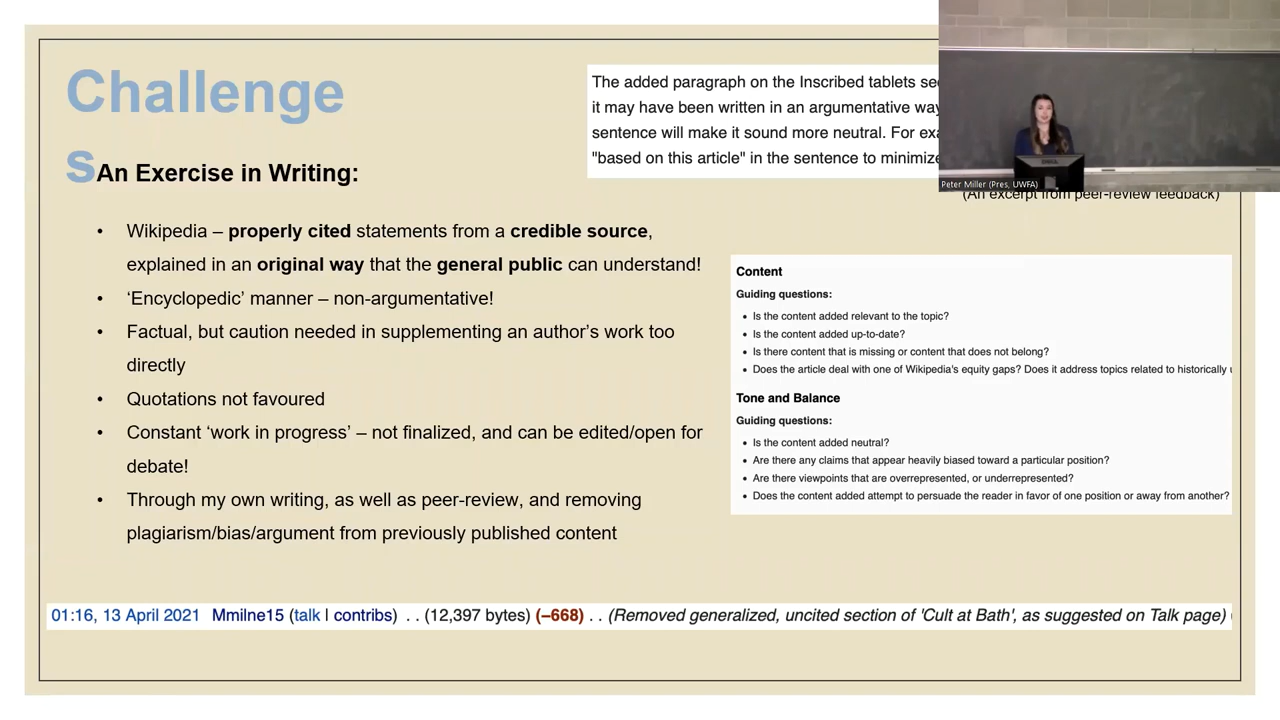 Challenge
s
An Exercise in Writing:
• Wikipedia – properly cited statements from a credible source,
explained in an original way that the general public can understand!
• ‘Encyclopedic’ manner – non-argumentative!
• Factual, but caution needed in supplementing an author’s work too
directly
• Quotations not favoured
• Constant ‘work in progress’ – not finalized, and can be edited/open for
debate!
• Through my own writing, as well as peer-review, and removing
plagiarism/bias/argument from previously published content
The added paragraph on the Inscribed tablets
it may have been written in an argumentative way
sentence will make it sound more neutral. For
"based on this article" in the sentence to minimize
DELL
Peter Miller (Pres, UWFA)
(An excerpt from peer-review feedback)
Content
Guiding questions:
• Is the content added relevant to the topic?
• Is the content added up-to-date?
• Is there content that is missing or content that does not belong?
• Does the article deal with one of Wikipedia's equity gaps? Does it address topics related to historically
Tone and Balance
Guiding questions:
• Is the content added neutral?
• Are there any claims that appear heavily biased toward a particular position?
• Are there viewpoints that are overrepresented, or underrepresented?
• Does the content added attempt to persuade the reader in favor of one position or away from another?
01:16, 13 April 2021 Mmilne15 (talk | contribs) . . (12,397 bytes) (–668) . . (Removed generalized, uncited section of 'Cult at Bath', as suggested on Talk page)